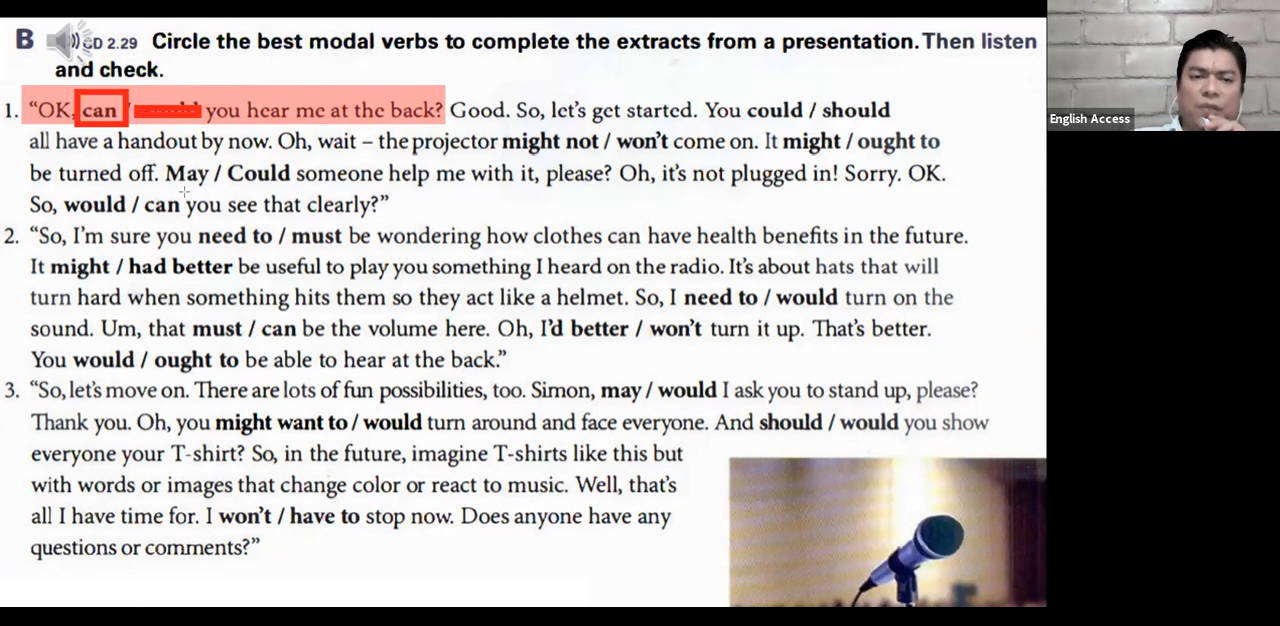 B CD 2.29 Circle the best modal verbs to complete the extracts from a presentation. Then listen
and check.
English Access
1. “OK, can / you hear me at the back? Good. So, let’s get started. You could / should
all have a handout by now. Oh, wait – the projector might not / won’t come on. It might / ought to
be turned off. May / Could someone help me with it, please? Oh, it’s not plugged in! Sorry. OK.
So, would / can you see that clearly?”
2. “So, I’m sure you need to / must be wondering how clothes can have health benefits in the future.
It might / had better be useful to play you something I heard on the radio. It’s about hats that will
turn hard when something hits them so they act like a helmet. So, I need to / would turn on the
sound. Um, that must / can be the volume here. Oh, I’d better / won’t turn it up. That’s better.
You would / ought to be able to hear at the back.”
3. “So, let’s move on. There are lots of fun possibilities, too. Simon, may / would I ask you to stand up, please?
Thank you. Oh, you might want to / would turn around and face everyone. And should / would you show
everyone your T-shirt? So, in the future, imagine T-shirts like this but
with words or images that change color or react to music. Well, that’s
all I have time for. I won’t / have to stop now. Does anyone have any
questions or comments?”